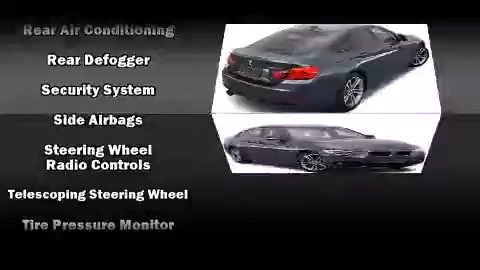 Rear Air Conditioning
Rear Defogger
Security System
Side Airbags
Steering Wheel
Radio Controls
Telescoping Steering Wheel
Tire Pressure Monitor